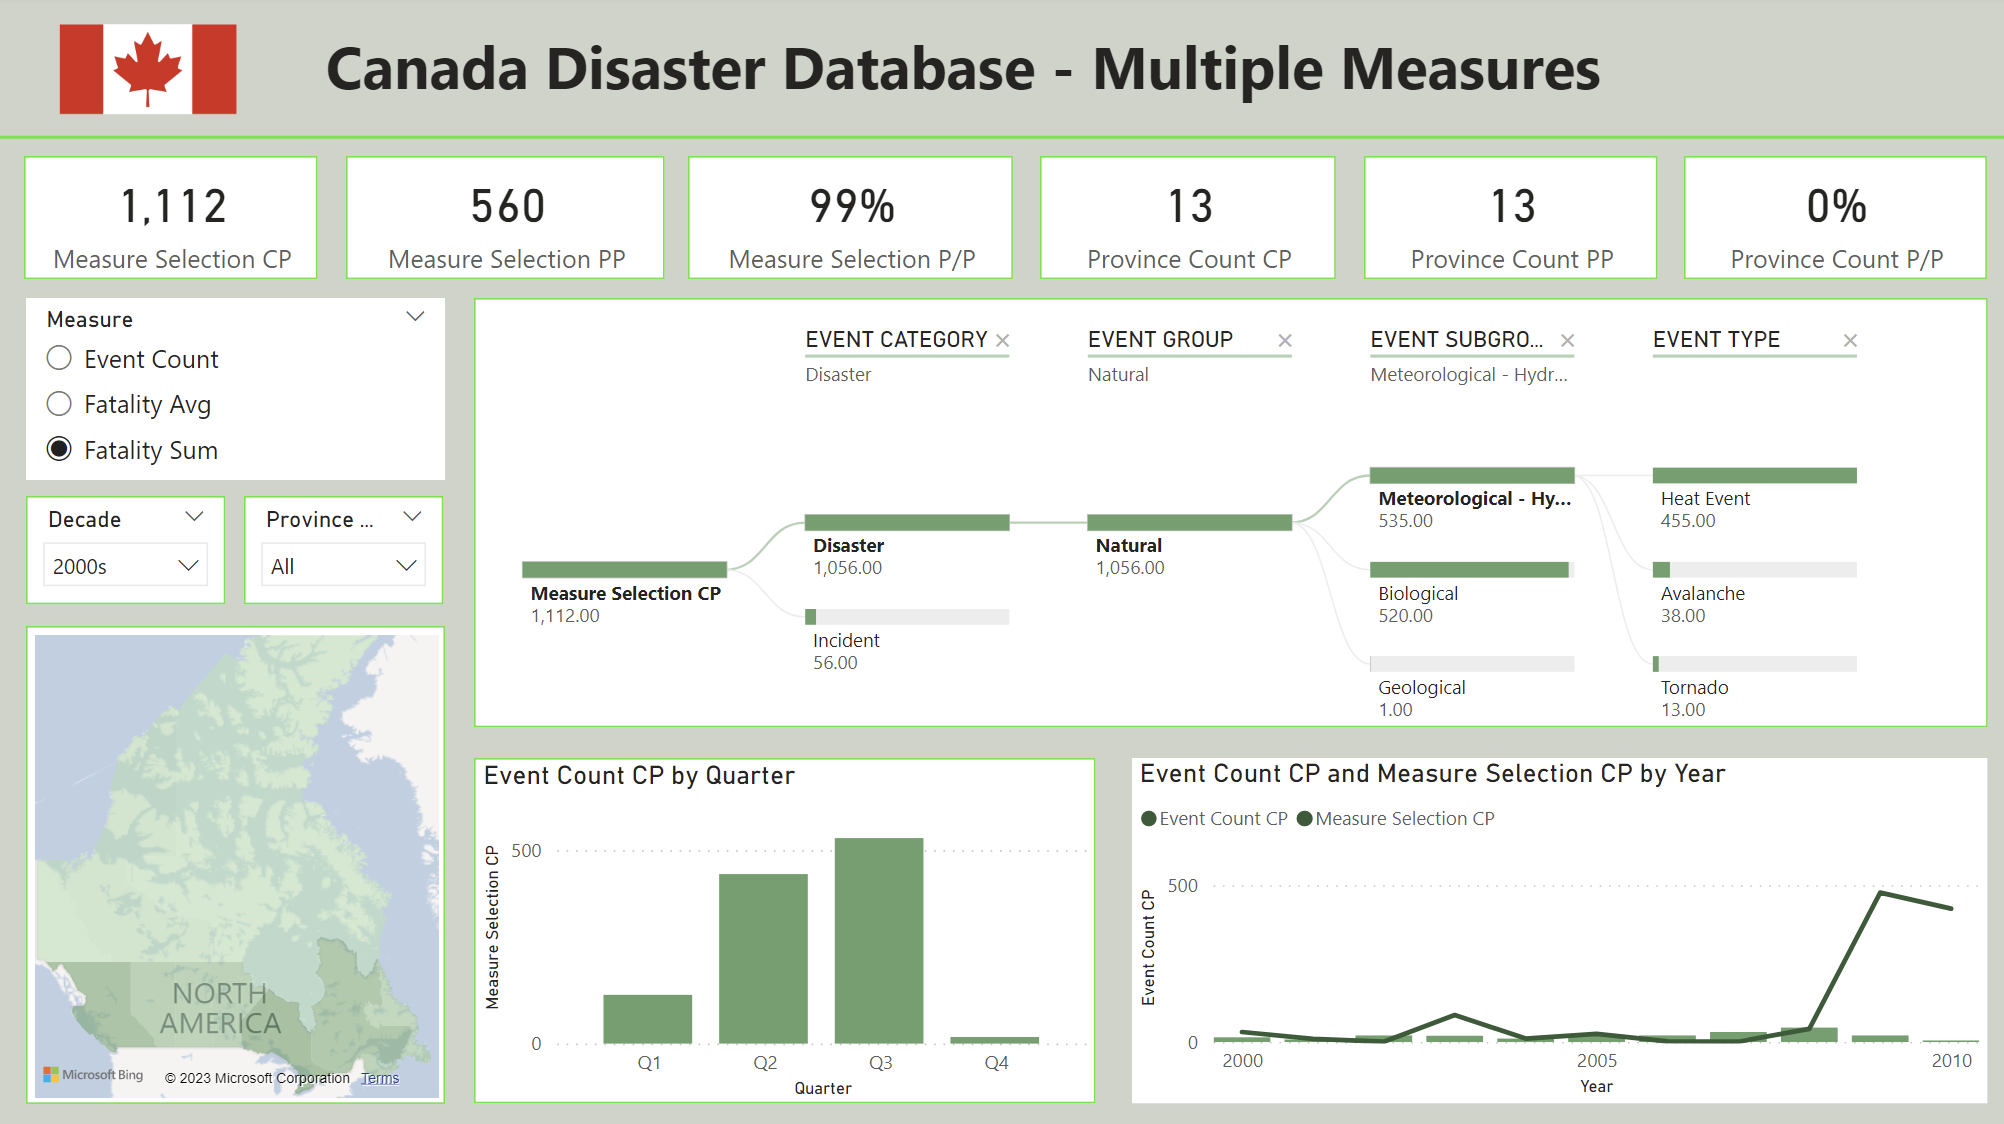 Canada Disaster Database - Multiple Measures
1,112
Measure Selection CP
560
Measure Selection PP
99%
Measure Selection P/P
13
Province Count CP
13
Province Count PP
0%
Province Count P/P
Measure
Event Count
Fatality Avg
Fatality Sum
Decade
2000s
Province ...
All
NORTH
AMERICA
Microsoft Bing
© 2023 Microsoft Corporation Terms
EVENT CATEGORY
Disaster
EVENT GROUP
Natural
EVENT SUBGRO...
Meteorological - Hydr...
EVENT TYPE
Measure Selection CP
1,112.00
Disaster
1,056.00
Incident
56.00
Natural
1,056.00
Meteorological - Hy...
535.00
Biological
520.00
Geological
1.00
Heat Event
455.00
Avalanche
38.00
Tornado
13.00
Event Count CP by Quarter
Measure Selection CP
500
0
Q1 Q2 Q3 Q4
Quarter
Event Count CP and Measure Selection CP by Year
Event Count CP Measure Selection CP
Event Count CP
500
0
2000 2005 2010
Year